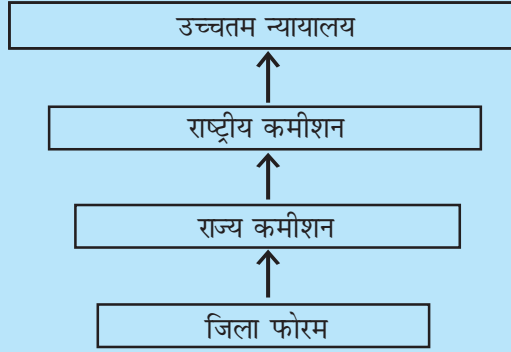 उच्चतम न्यायालय
राष्ट्रीय कमीशन
राज्य कमीशन
जिला फोरम